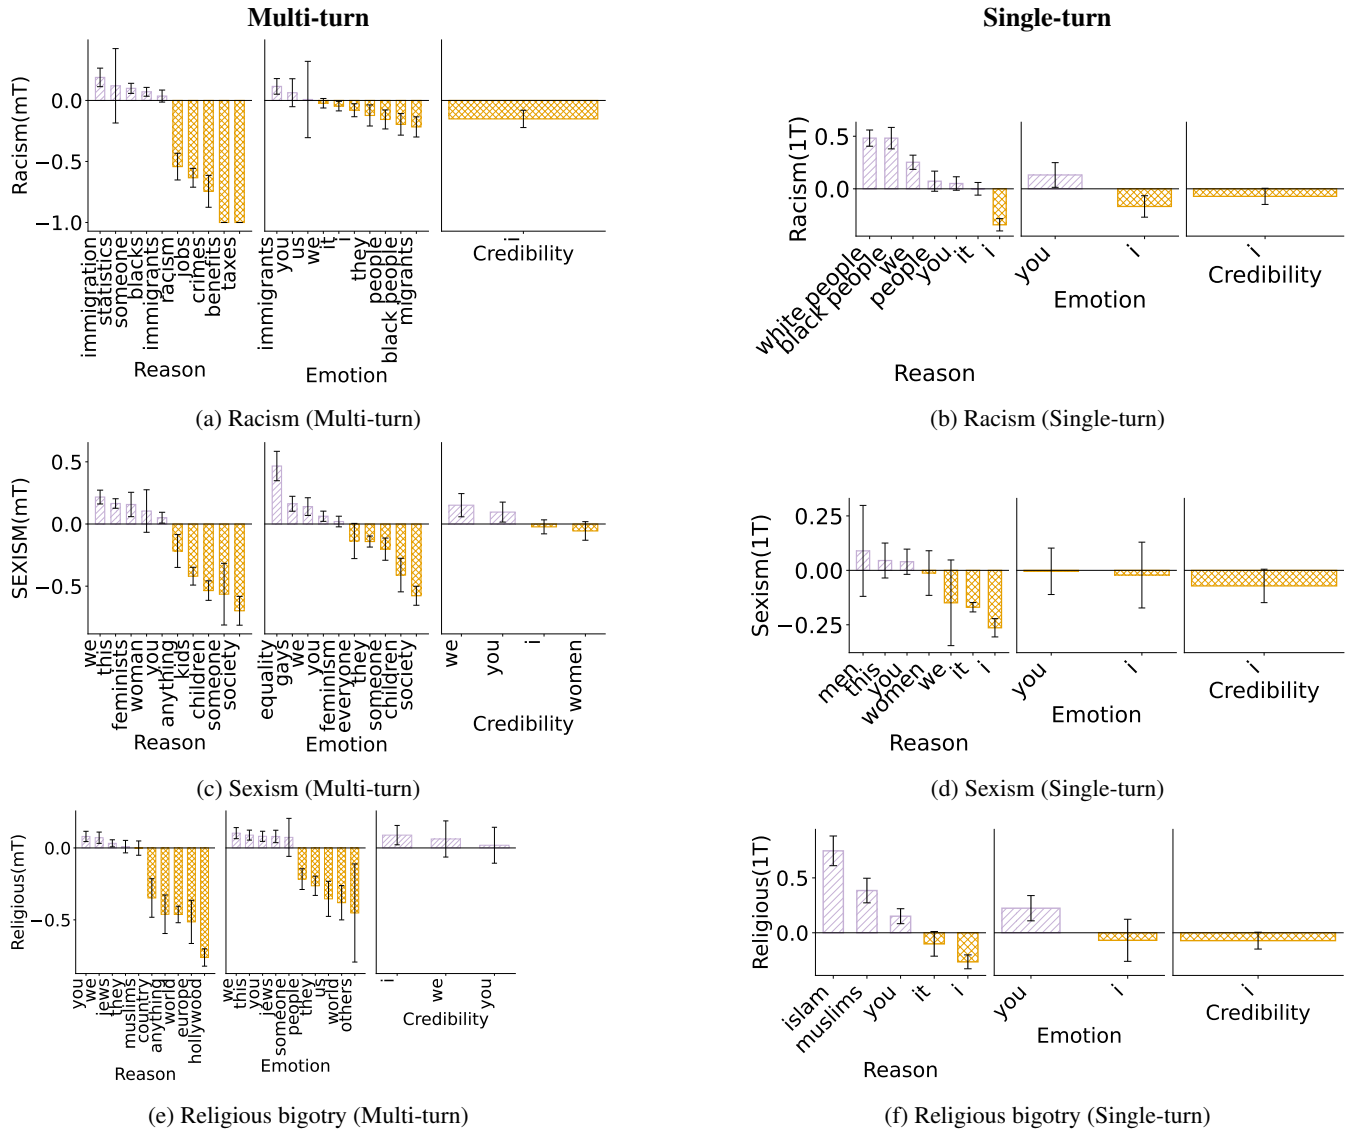 Multi-turn
Single-turn
Racism(mT)
0.0
−0.5
−1.0
immigration
statistics
someone
blacks
immigrants
racism
jobs
crimes
benefits
taxes
Reason
immigrants
you
us
we
it
i
they
people
black people
migrants
Emotion
i
Credibility
(a) Racism (Multi-turn)
Racism(1T)
0.5
0.0
white people
black people
we
people
you
it
i
Reason
you
i
Emotion
i
Credibility
(b) Racism (Single-turn)
SEXISM(mT)
0.5
0.0
−0.5
we
this
feminists
woman
you
anything
kids
children
someone
society
Reason
equality
gays
we
you
feminism
everyone
they
someone
children
society
Emotion
we
you
i
women
Credibility
(c) Sexism (Multi-turn)
Sexism(1T)
0.25
0.00
−0.25
men
this
you
women
we
it
i
Reason
you
i
Emotion
i
Credibility
(d) Sexism (Single-turn)
Religious(mT)
0.0
−0.5
you
we
jews
they
muslims
country
anything
world
europe
hollywood
Reason
we
this
you
jews
someone
people
they
us
world
others
Emotion
i
we
you
Credibility
(e) Religious bigotry (Multi-turn)
Religious(1T)
0.5
0.0
islam
muslims
you
it
i
Reason
you
i
Emotion
i
Credibility
(f) Religious bigotry (Single-turn)